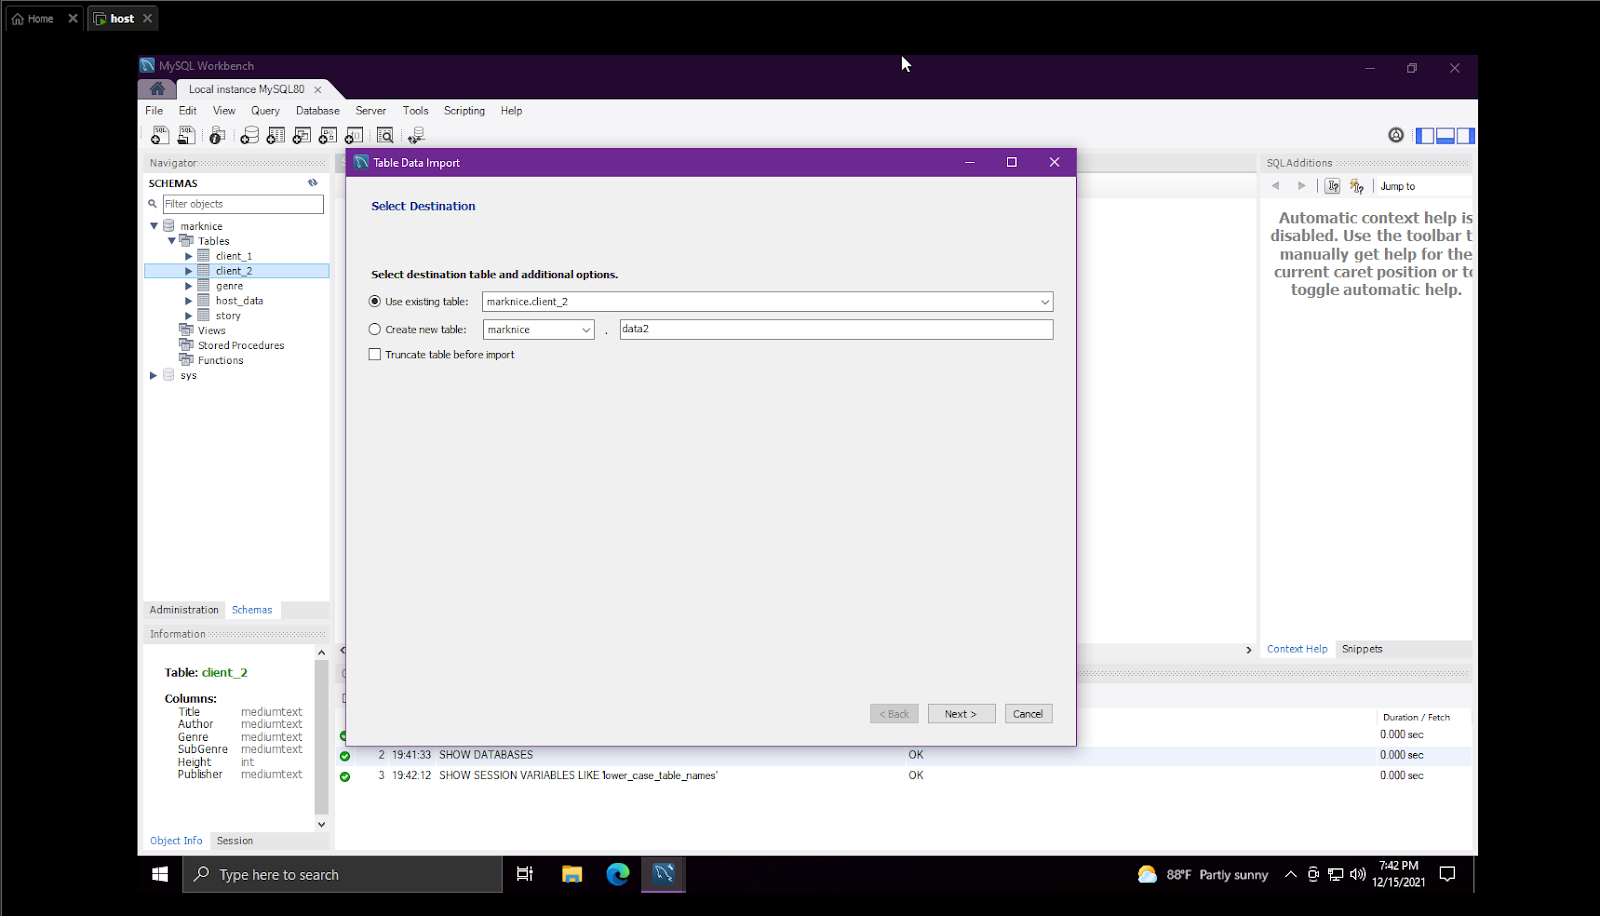 Home
host
MySQL Workbench
Local instance MySQL80
File Edit View Query Database Server Tools Scripting Help
Navigator
SCHEMAS
Filter objects
marknice
Tables
client_1
client_2
genre
host_data
story
Views
Stored Procedures
Functions
sys
Administration Schemas
Information
Table: client_2
Columns:
Title mediumtext
Author mediumtext
Genre mediumtext
SubGenre mediumtext
Height int
Publisher mediumtext
Object Info Session
Table Data Import
Select Destination
Select destination table and additional options.
Use existing table: marknice.client_2
Create new table: marknice . data2
Truncate table before import
< Back Next > Cancel
SQLAdditions
Jump to
Automatic context help is
disabled. Use the toolbar t
manually get help for the
current caret position or to
toggle automatic help.
Context Help Snippets
Duration / Fetch
0.000 sec
2 19:41:33 SHOW DATABASES OK 0.000 sec
3 19:42:12 SHOW SESSION VARIABLES LIKE 'lower_case_table_names' OK 0.000 sec
Type here to search
88°F Partly sunny
7:42 PM
12/15/2021